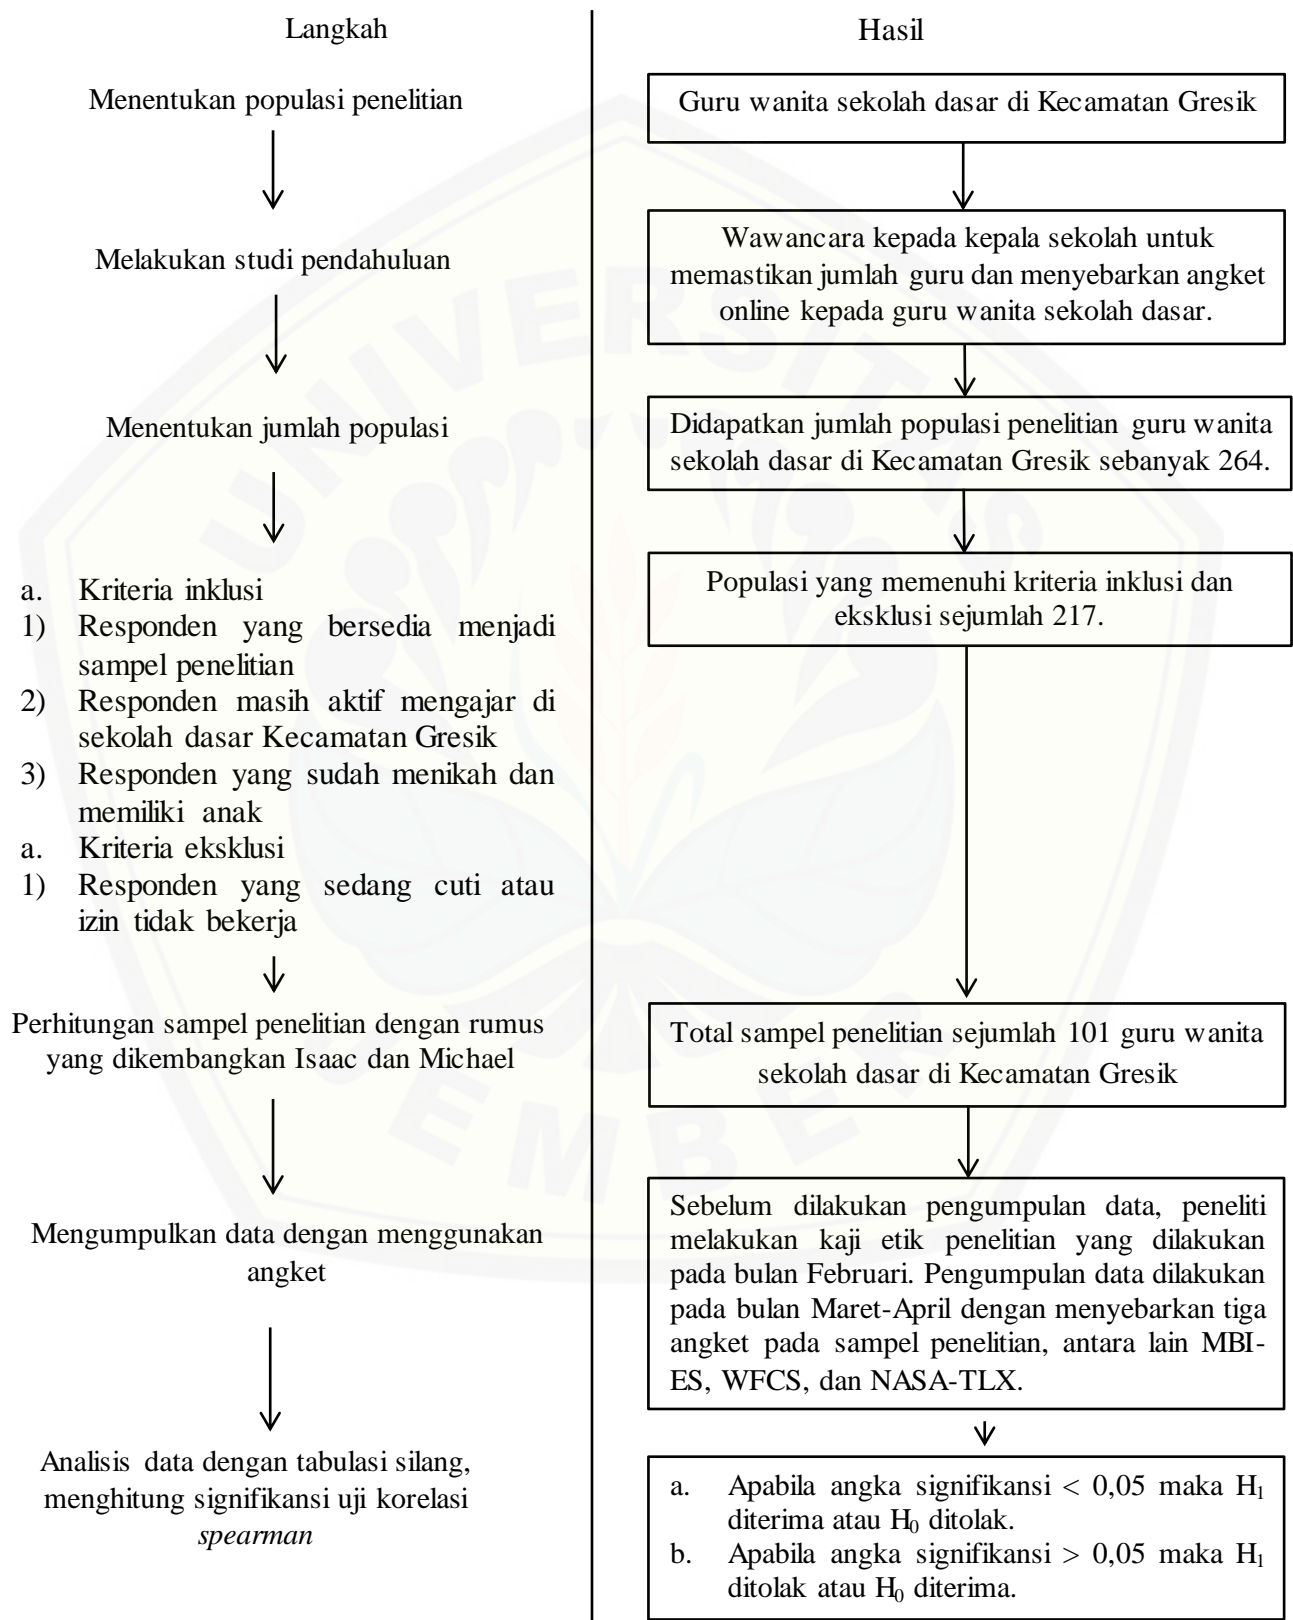 Langkah
Menentukan populasi penelitian
Melakukan studi pendahuluan
Menentukan jumlah populasi
a. Kriteria inklusi
1) Responden yang bersedia menjadi
sampel penelitian
2) Responden masih aktif mengajar di
sekolah dasar Kecamatan Gresik
3) Responden yang sudah menikah dan
memiliki anak
a. Kriteria eksklusi
1) Responden yang sedang cuti atau
izin tidak bekerja
Perhitungan sampel penelitian dengan rumus
yang dikembangkan Isaac dan Michael
Mengumpulkan data dengan menggunakan
angket
Analisis data dengan tabulasi silang,
menghitung signifikansi uji korelasi
spearman
Hasil
Guru wanita sekolah dasar di Kecamatan Gresik
Wawancara kepada kepala sekolah untuk
memastikan jumlah guru dan menyebarkan angket
online kepada guru wanita sekolah dasar.
Didapatkan jumlah populasi penelitian guru wanita
sekolah dasar di Kecamatan Gresik sebanyak 264.
Populasi yang memenuhi kriteria inklusi dan
eksklusi sejumlah 217.
Total sampel penelitian sejumlah 101 guru wanita
sekolah dasar di Kecamatan Gresik
Sebelum dilakukan pengumpulan data, peneliti
melakukan kaji etik penelitian yang dilakukan
pada bulan Februari. Pengumpulan data dilakukan
pada bulan Maret-April dengan menyebarkan tiga
angket pada sampel penelitian, antara lain MBI-
ES, WFCS, dan NASA-TLX.
a. Apabila angka signifikansi < 0,05 maka H₁
diterima atau H₀ ditolak.
b. Apabila angka signifikansi > 0,05 maka H₁
ditolak atau H₀ diterima.
UNIVERSITAS
JEMBER